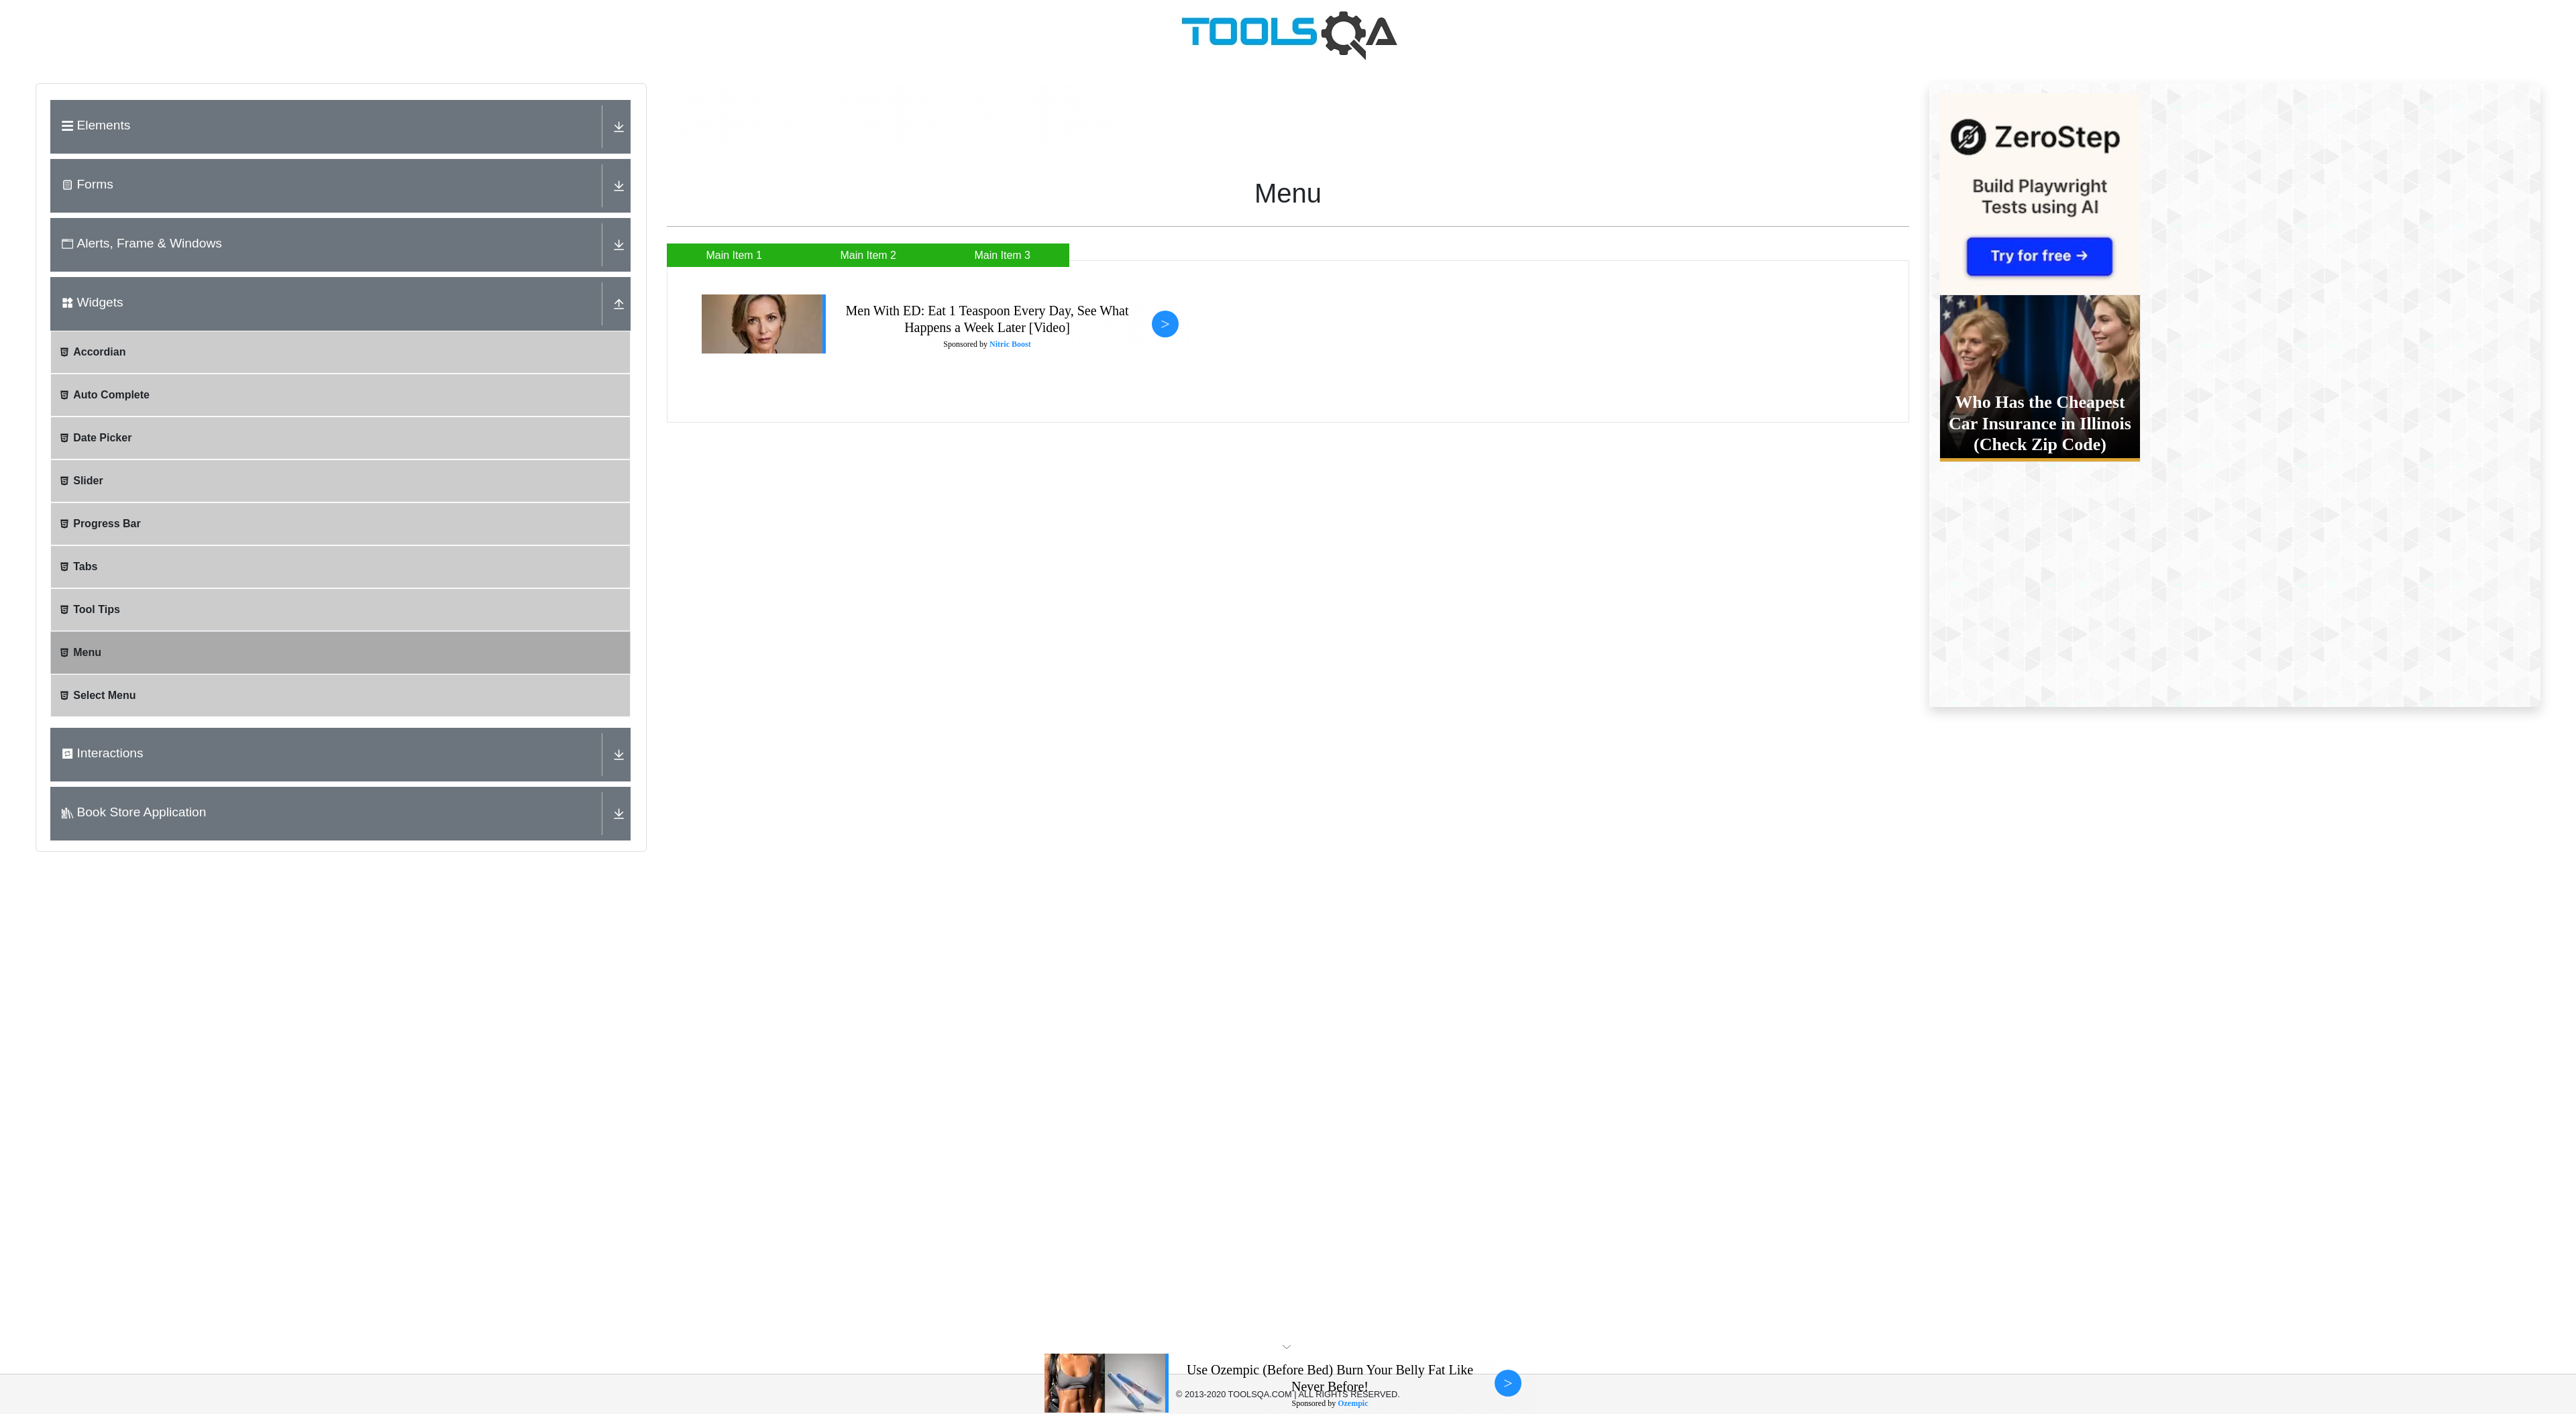 TOOLSQA
Elements
Forms
Alerts, Frame & Windows
Widgets
Accordian
Auto Complete
Date Picker
Slider
Progress Bar
Tabs
Tool Tips
Menu
Select Menu
Interactions
Book Store Application
Menu
Main Item 1 Main Item 2 Main Item 3
Men With ED: Eat 1 Teaspoon Every Day, See What
Happens a Week Later [Video]
Sponsored by Nitric Boost
>
ZeroStep
Build Playwright
Tests using AI
Try for free →
Who Has the Cheapest
Car Insurance in Illinois
(Check Zip Code)
Use Ozempic (Before Bed) Burn Your Belly Fat Like
Never Before!
Sponsored by Ozempic
>
© 2013-2020 TOOLSQA.COM | ALL RIGHTS RESERVED.